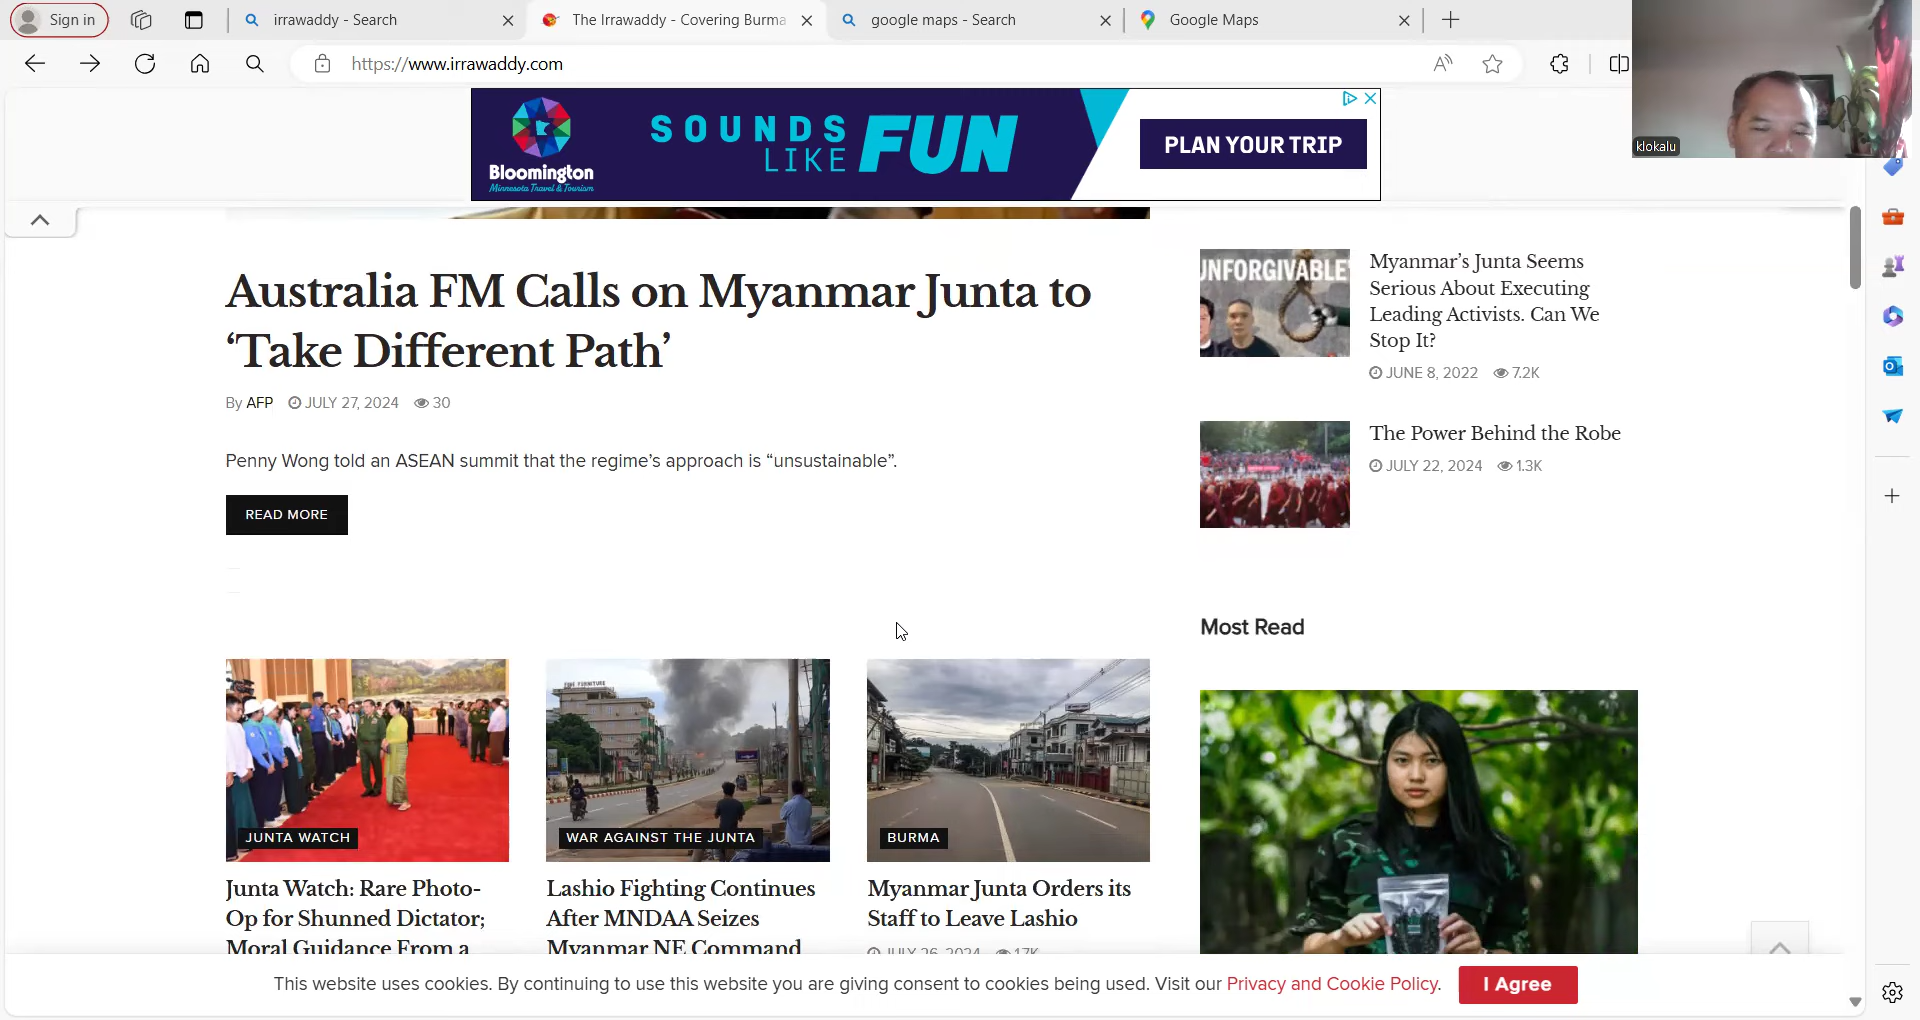 Sign in
irrawaddy - Search
The Irrawaddy - Covering Burma
google maps - Search
Google Maps
https://www.irrawaddy.com
klokalu
Bloomington
Minnesota Travel & Tourism
SOUNDS
LIKE FUN
PLAN YOUR TRIP
Australia FM Calls on Myanmar Junta to
‘Take Different Path’
By AFP JULY 27, 2024 30
Penny Wong told an ASEAN summit that the regime’s approach is “unsustainable”.
READ MORE
UNFORGIVABLE
Myanmar’s Junta Seems
Serious About Executing
Leading Activists. Can We
Stop It?
JUNE 8, 2022 7.2K
The Power Behind the Robe
JULY 22, 2024 1.3K
Most Read
JUNTA WATCH
Junta Watch: Rare Photo-
Op for Shunned Dictator;
Moral Guidance From a
WAR AGAINST THE JUNTA
Lashio Fighting Continues
After MNDAA Seizes
Myanmar NE Command
BURMA
Myanmar Junta Orders its
Staff to Leave Lashio
JULY 26, 2024 1.7K
This website uses cookies. By continuing to use this website you are giving consent to cookies being used. Visit our Privacy and Cookie Policy.
I Agree